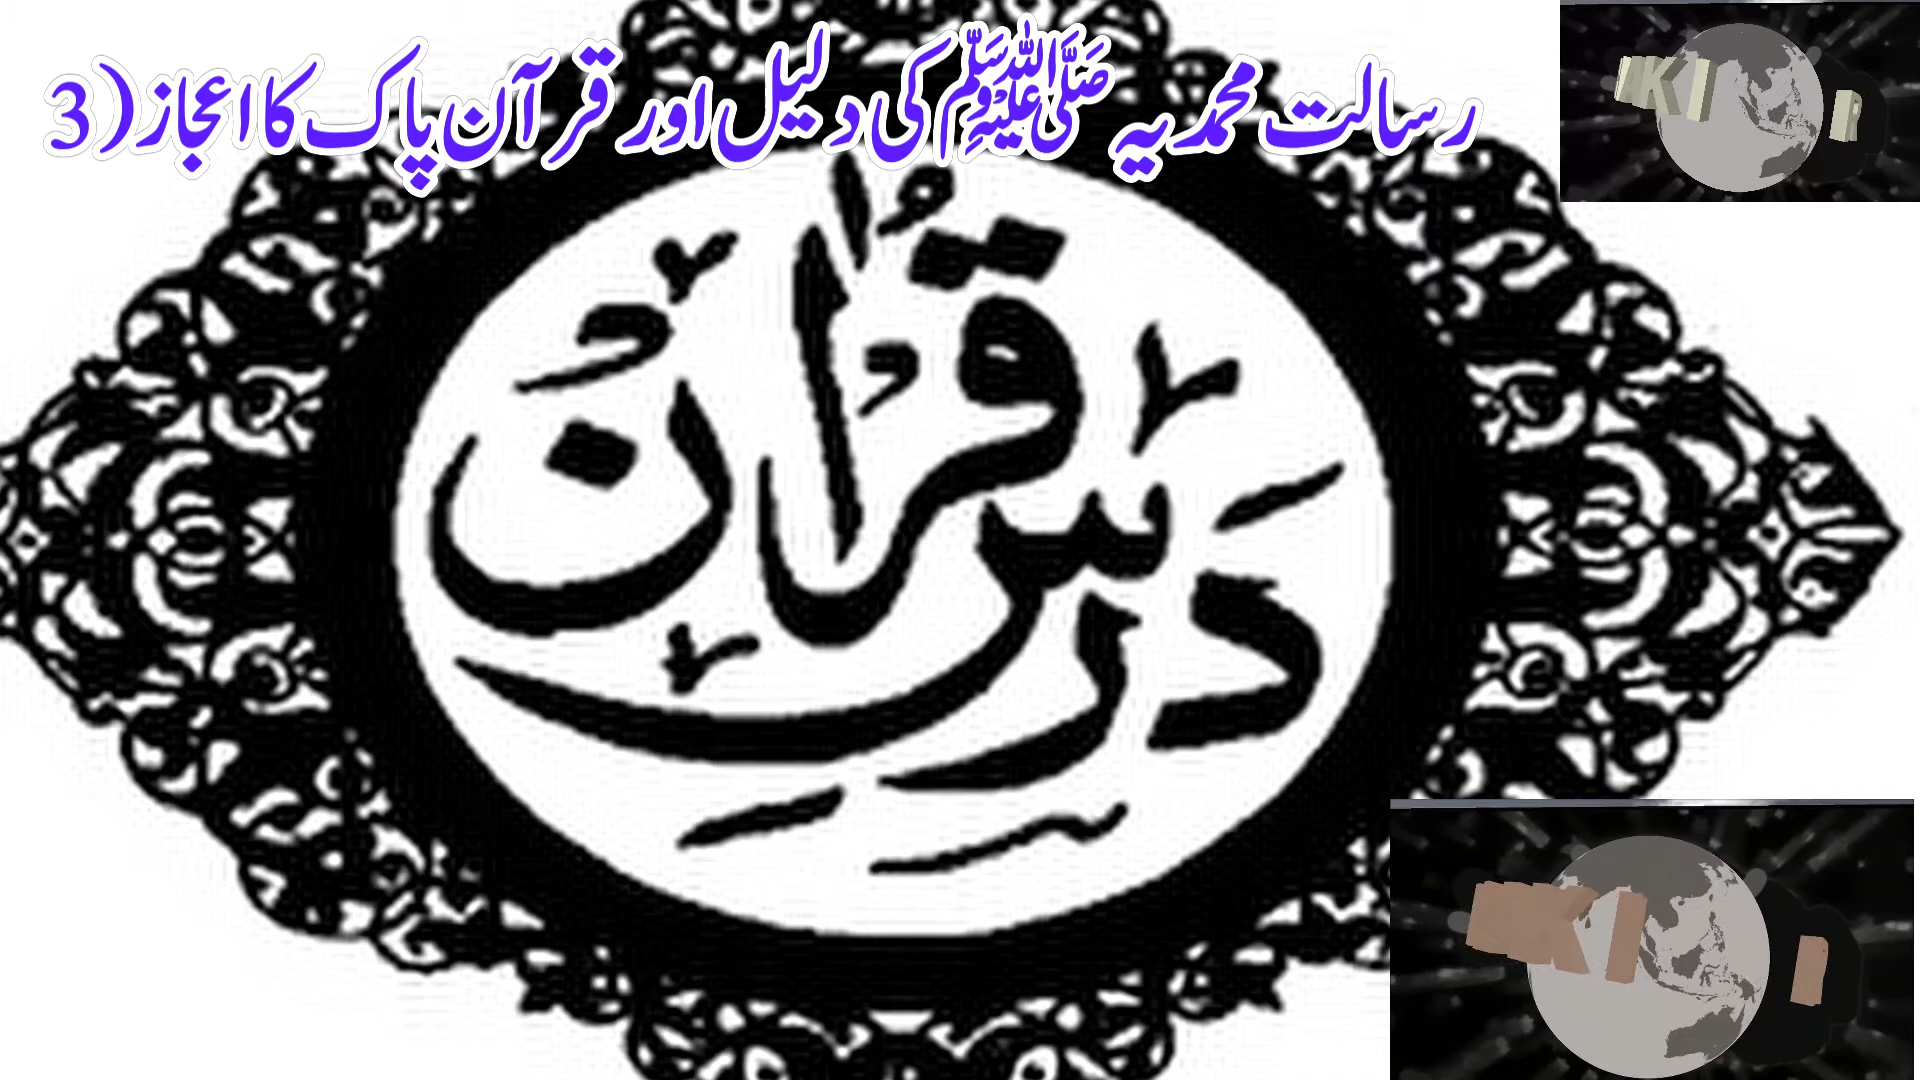 رسالت محمدیہ ﷺ کی دلیل اور قرآن پاک کا اعجاز(3
درس قرآن